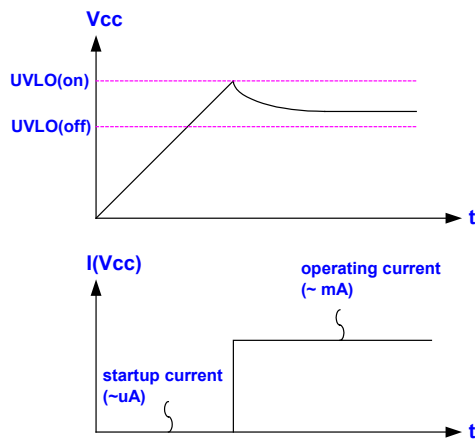 Vcc
UVLO(on)
UVLO(off)
t
I(Vcc)
operating current
(~ mA)
startup current
(~uA)
t